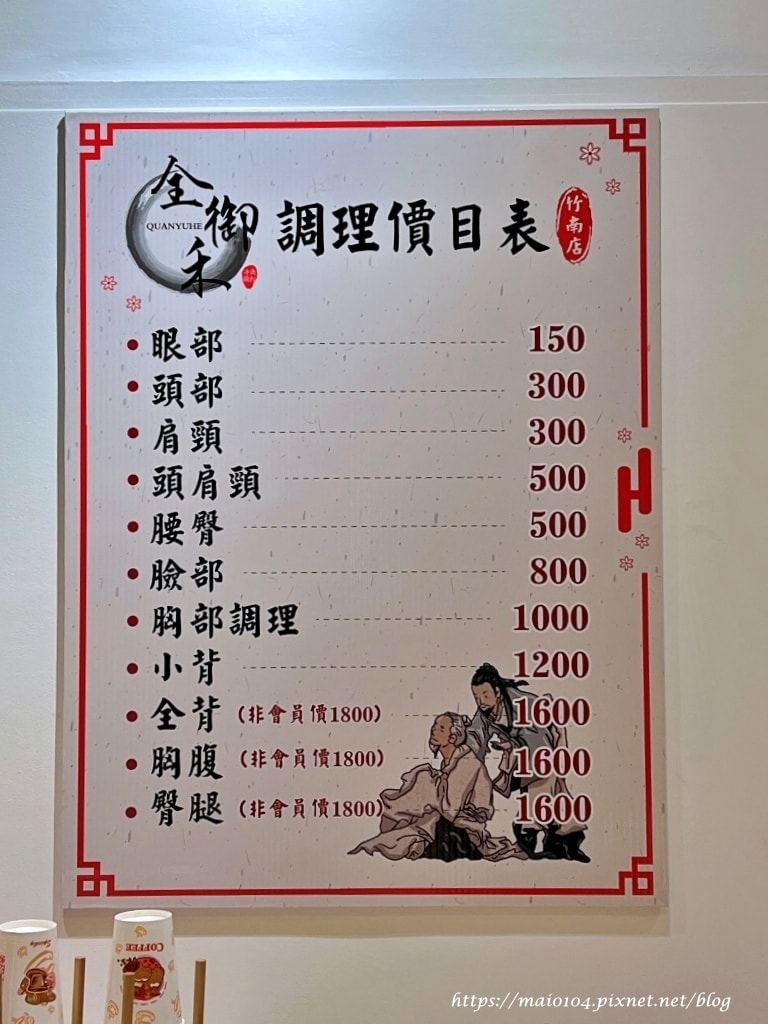 全御禾
QUANYUHE
調理價目表
竹南店
眼部 150
頭部 300
肩頸 300
頭肩頸 500
腰臀 500
臉部 800
胸部調理 1000
小背 1200
全背 (非會員價1800) 1600
胸腹 (非會員價1800) 1600
臀腿 (非會員價1800) 1600
COFFEE
https://maio104.pixnet.net/blog